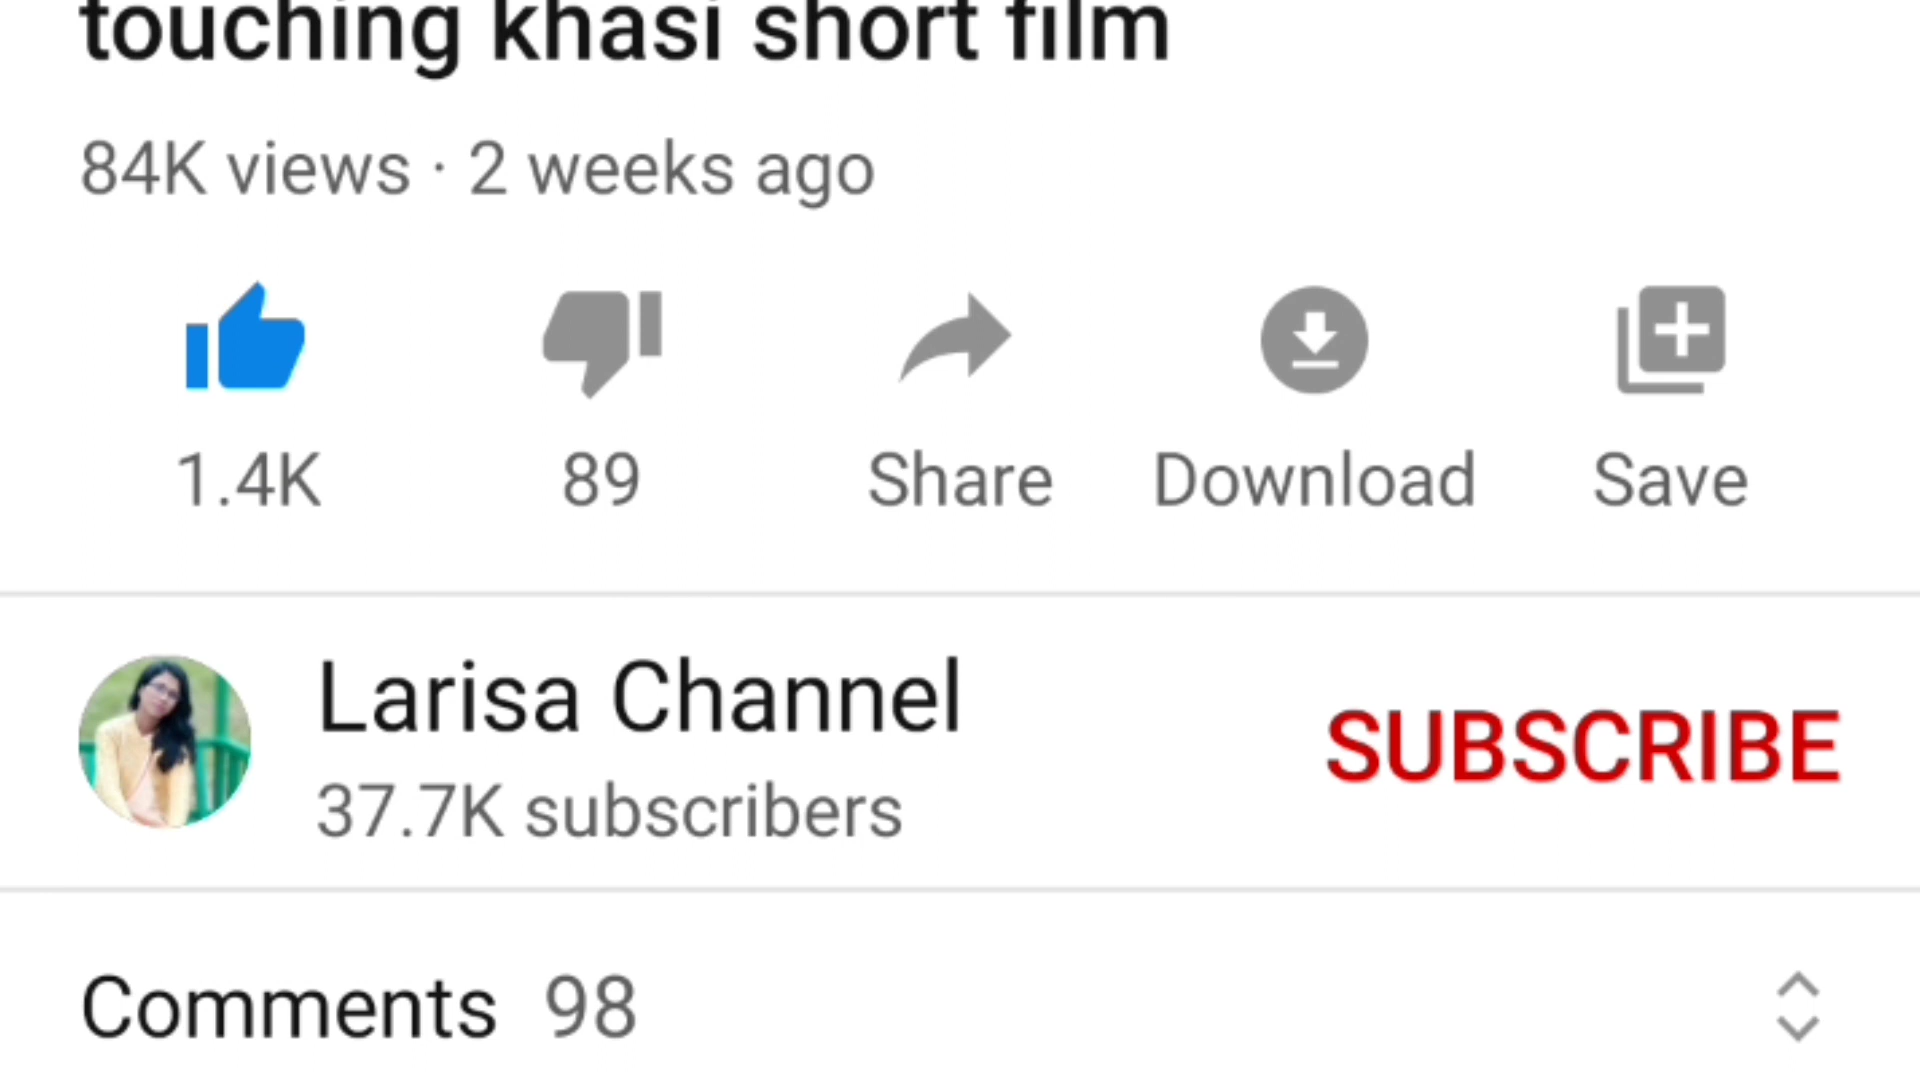 touching khasi short film
84K views · 2 weeks ago
1.4K 89 Share Download Save
Larisa Channel
37.7K subscribers
SUBSCRIBE
Comments 98